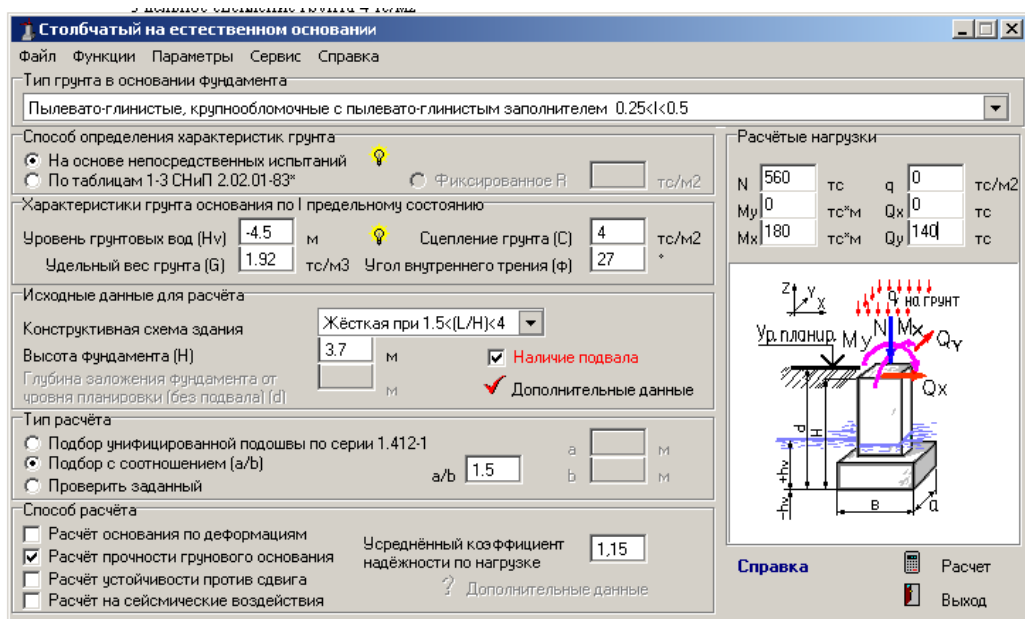 Удельное сцепление грунта 4 тс/м2
Столбчатый на естественном основании
Файл Функции Параметры Сервис Справка
Тип грунта в основании фундамента
Пылевато-глинистые, крупнообломочные с пылевато-глинистым заполнителем 0.25<I<0.5
Способ определения характеристик грунта
На основе непосредственных испытаний
По таблицам 1-3 СНиП 2.02.01-83*
Фиксированное R тс/м2
Характеристики грунта основания по I предельному состоянию
Уровень грунтовых вод (Hv) -4.5 м Сцепление грунта (C) 4 тс/м2
Удельный вес грунта (G) 1.92 тс/м3 Угол внутреннего трения (ф) 27 °
Исходные данные для расчёта
Конструктивная схема здания Жёсткая при 1.5<(L/H)<4
Высота фундамента (H) 3.7 м Наличие подвала
Глубина заложения фундамента от
уровня планировки (без подвала) (d) м Дополнительные данные
Тип расчёта
Подбор унифицированной подошвы по серии 1.412-1 a м
Подбор с соотношением (a/b) a/b 1.5 b м
Проверить заданный
Способ расчёта
Расчёт основания по деформациям
Расчёт прочности грунового основания
Расчёт устойчивости против сдвига
Расчёт на сейсмические воздействия
Усреднённый коэффициент
надёжности по нагрузке 1,15
? Дополнительные данные
Расчётые нагрузки
N 560 тс q 0 тс/м2
My 0 тс*м Qx 0 тс
Mx 180 тс*м Qy 140 тс
Z Y X q на грунт
Ур.планир. My N Mx Qy
Qx
d H
+hv
-hv B a
Справка Расчет
Выход